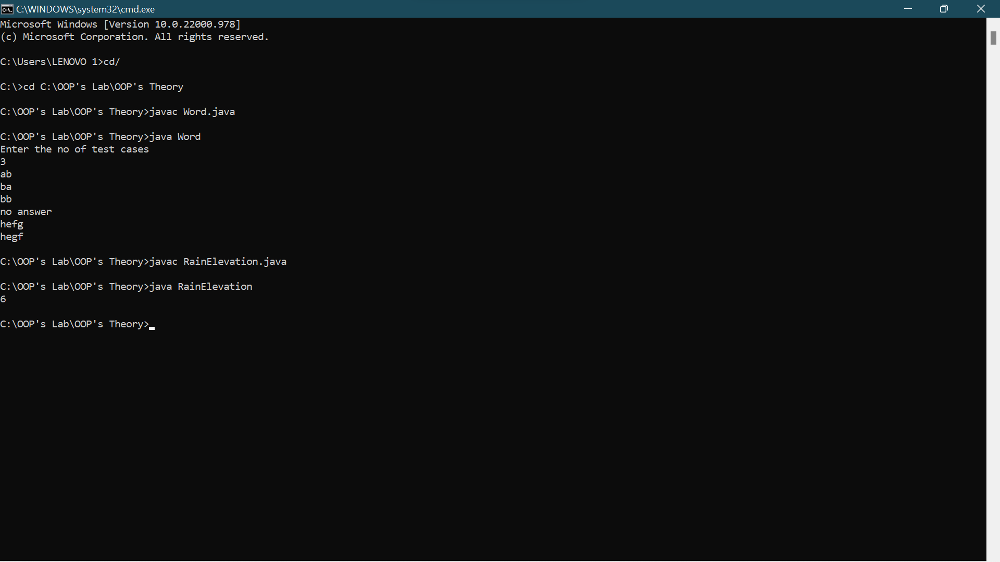 C:\WINDOWS\system32\cmd.exe
Microsoft Windows [Version 10.0.22000.978]
(c) Microsoft Corporation. All rights reserved.
C:\Users\LENOVO 1>cd/
C:\>cd C:\OOP's Lab\OOP's Theory
C:\OOP's Lab\OOP's Theory>javac Word.java
C:\OOP's Lab\OOP's Theory>java Word
Enter the no of test cases
3
ab
ba
bb
no answer
hefg
hegf
C:\OOP's Lab\OOP's Theory>javac RainElevation.java
C:\OOP's Lab\OOP's Theory>java RainElevation
6
C:\OOP's Lab\OOP's Theory>